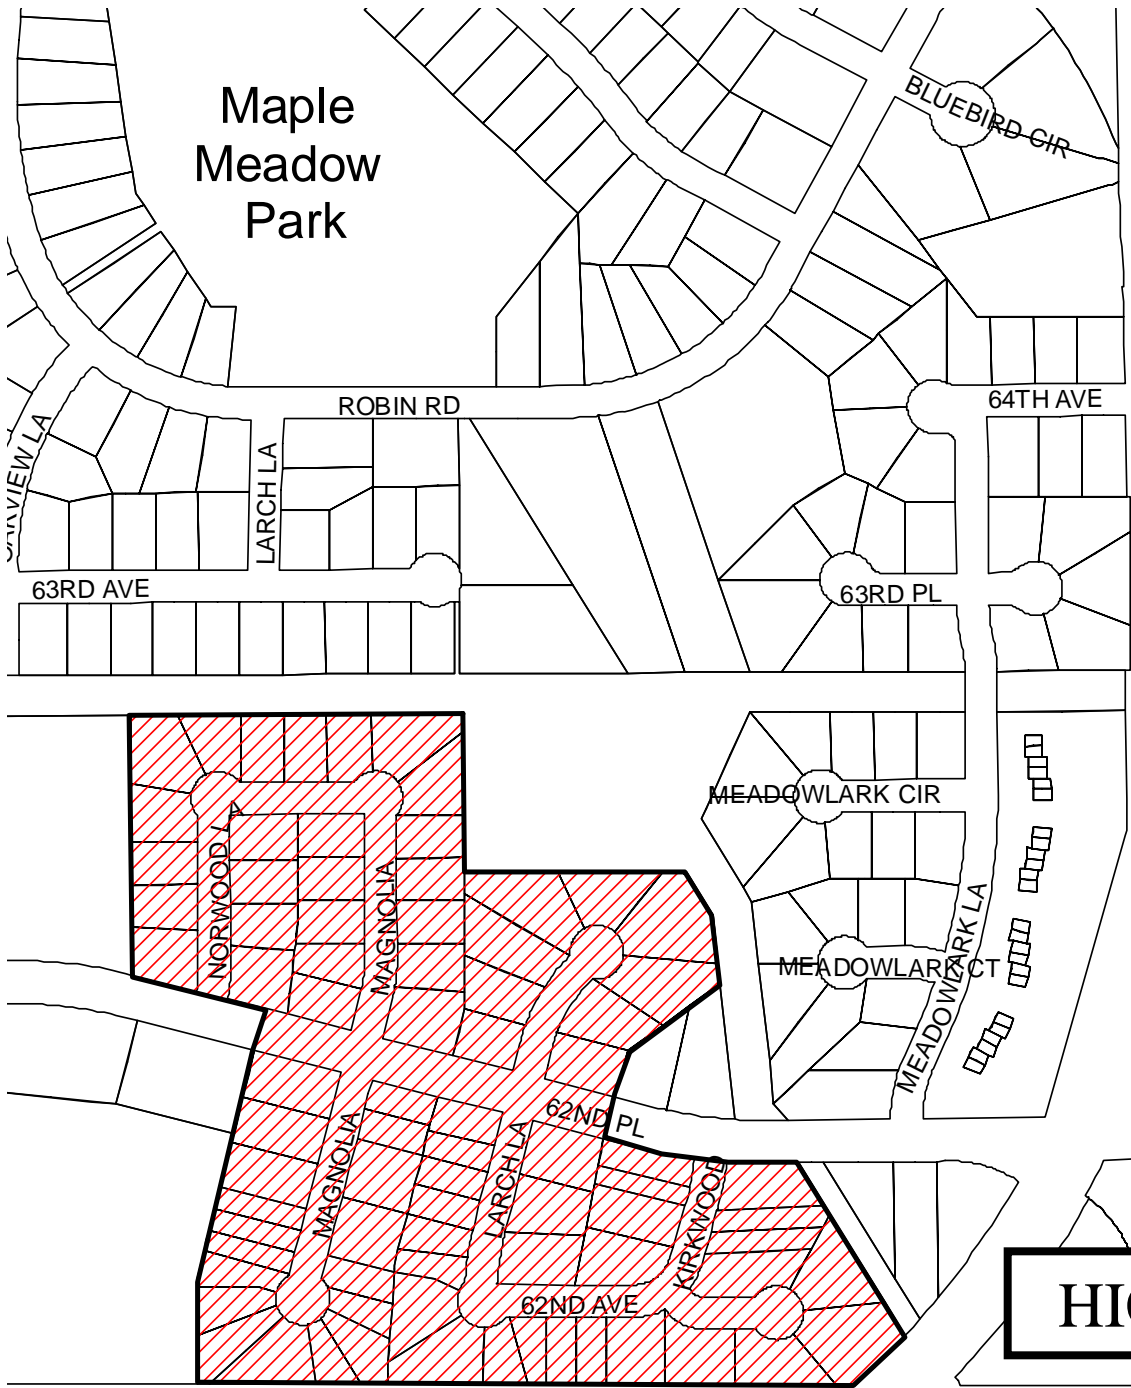 Maple
Meadow
Park
BLUEBIRD CIR
ROBIN RD
64TH AVE
LARCH LA
63RD AVE
63RD PL
MEADOWLARK CIR
NORWOOD LA
MAGNOLIA
MEADOWLARK LA
MEADOWLARK CT
62ND PL
MAGNOLIA
LARCH LA
KIRKWOOD
62ND AVE